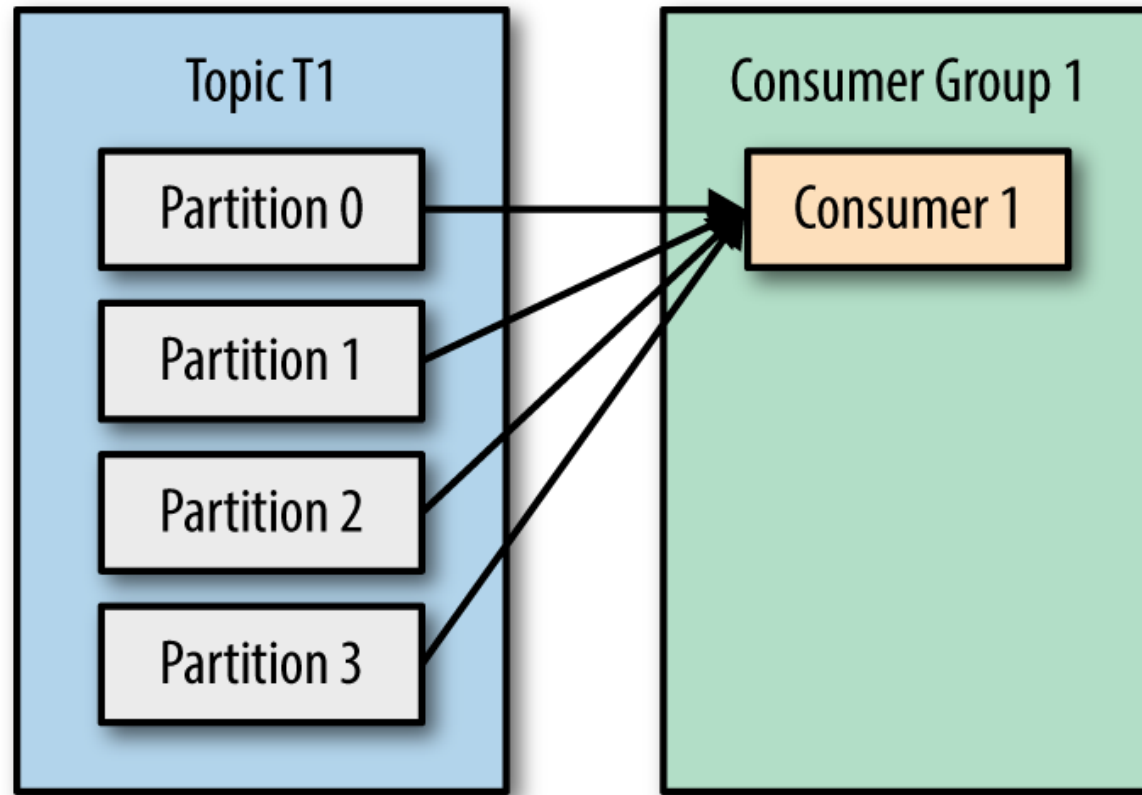 Topic T1
Partition 0
Partition 1
Partition 2
Partition 3
Consumer Group 1
Consumer 1